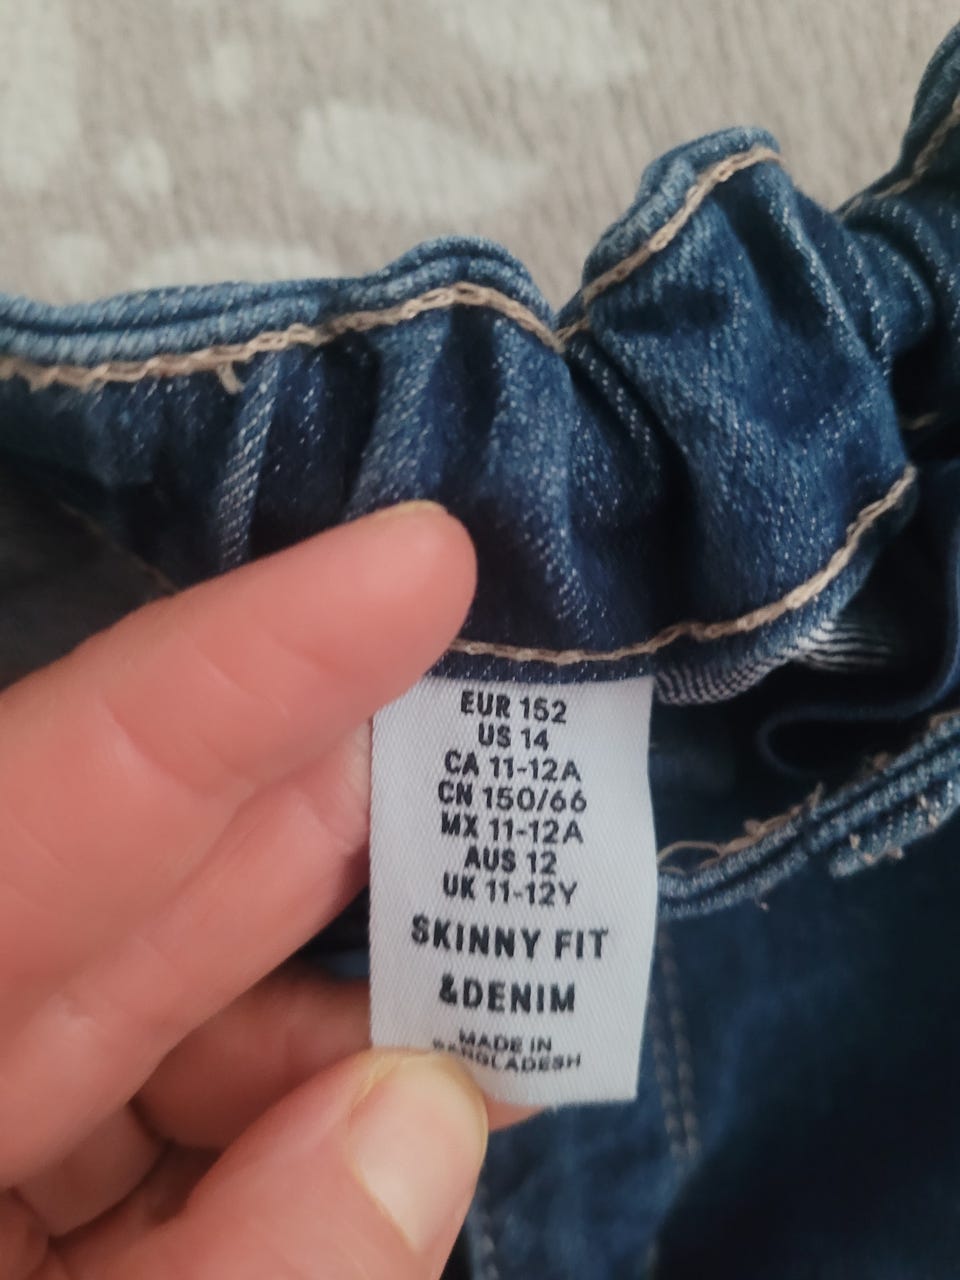 EUR 152
US 14
CA 11-12A
CN 150/66
MX 11-12A
AUS 12
UK 11-12Y
SKINNY FIT
&DENIM
MADE IN
BANGLADESH